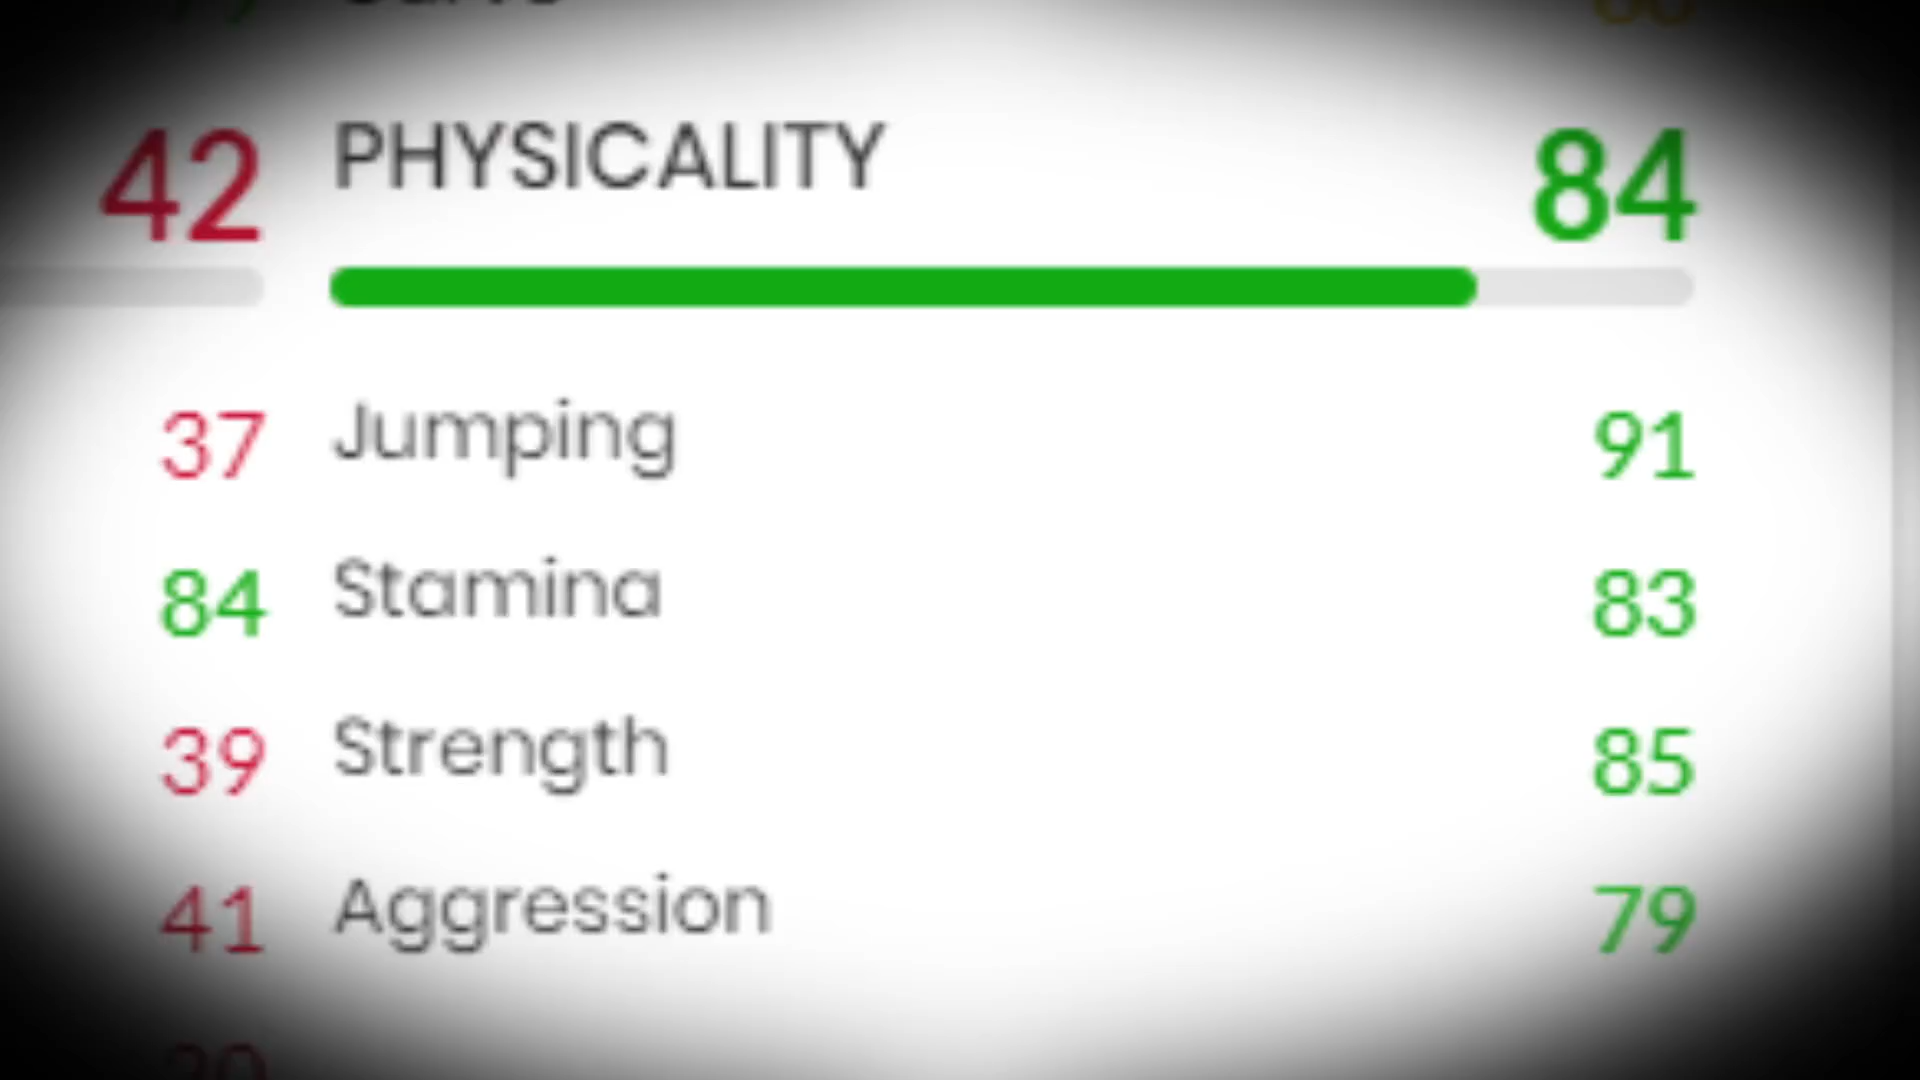 42 PHYSICALITY 84
37 Jumping 91
84 Stamina 83
39 Strength 85
41 Aggression 79